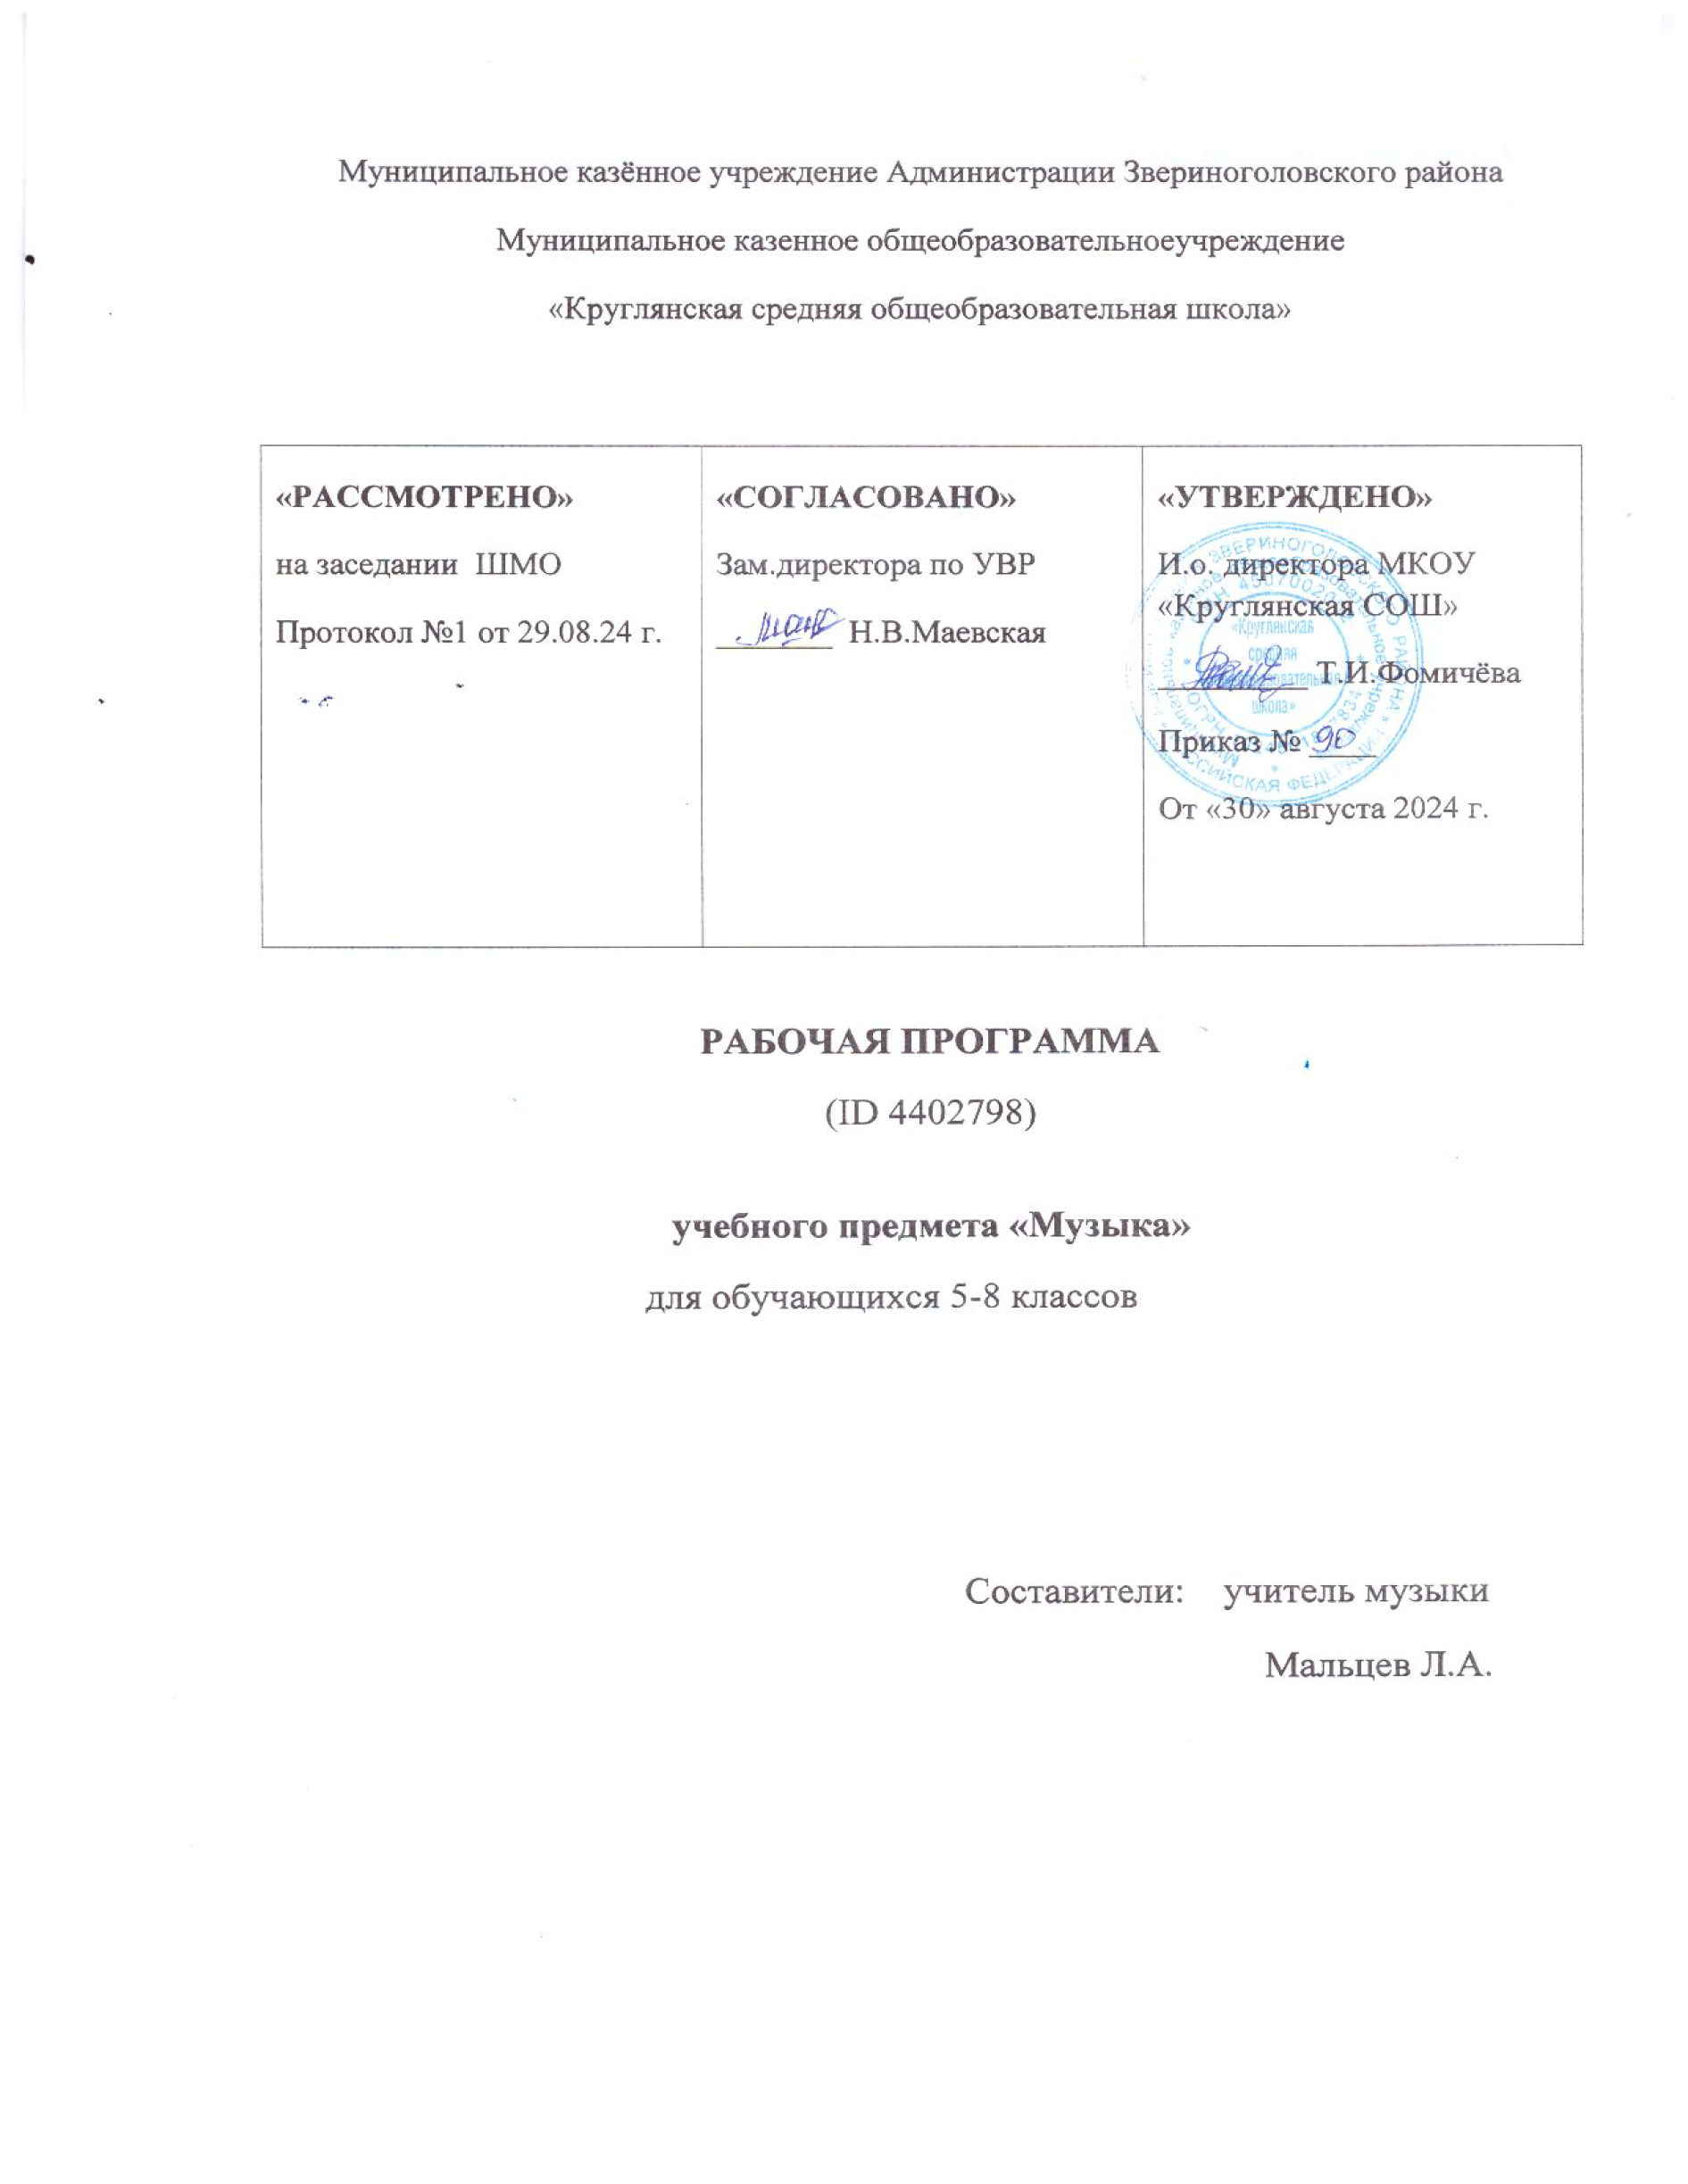 Муниципальное казённое учреждение Администрации Звериноголовского района
Муниципальное казенное общеобразовательноеучреждение
«Круглянская средняя общеобразовательная школа»
«РАССМОТРЕНО»
на заседании ШМО
Протокол №1 от 29.08.24 г.
«СОГЛАСОВАНО»
Зам.директора по УВР
Н.В.Маевская
«УТВЕРЖДЕНО»
И.о. директора МКОУ
«Круглянская СОШ»
Т.И.Фомичёва
Приказ № 90
От «30» августа 2024 г.
«Круглянская
средняя
школа»
РАБОЧАЯ ПРОГРАММА
(ID 4402798)
учебного предмета «Музыка»
для обучающихся 5-8 классов
Составители: учитель музыки
Мальцев Л.А.